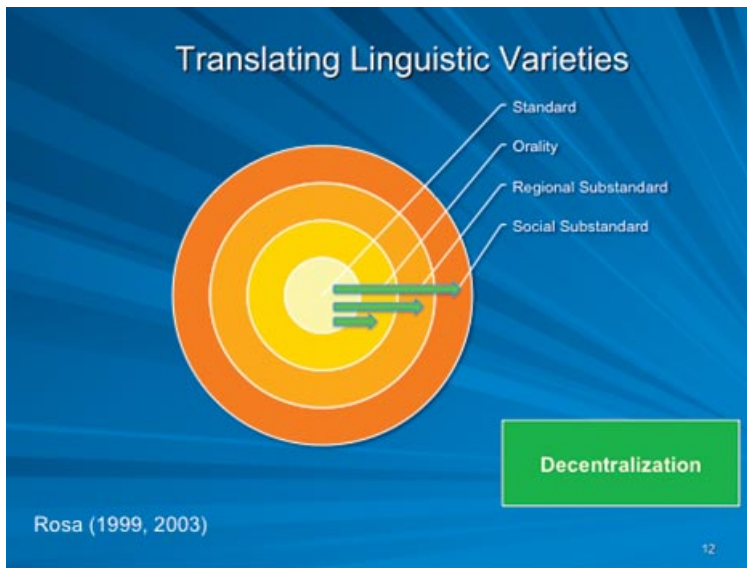 Translating Linguistic Varieties
Standard
Orality
Regional Substandard
Social Substandard
Decentralization
Rosa (1999, 2003)
12